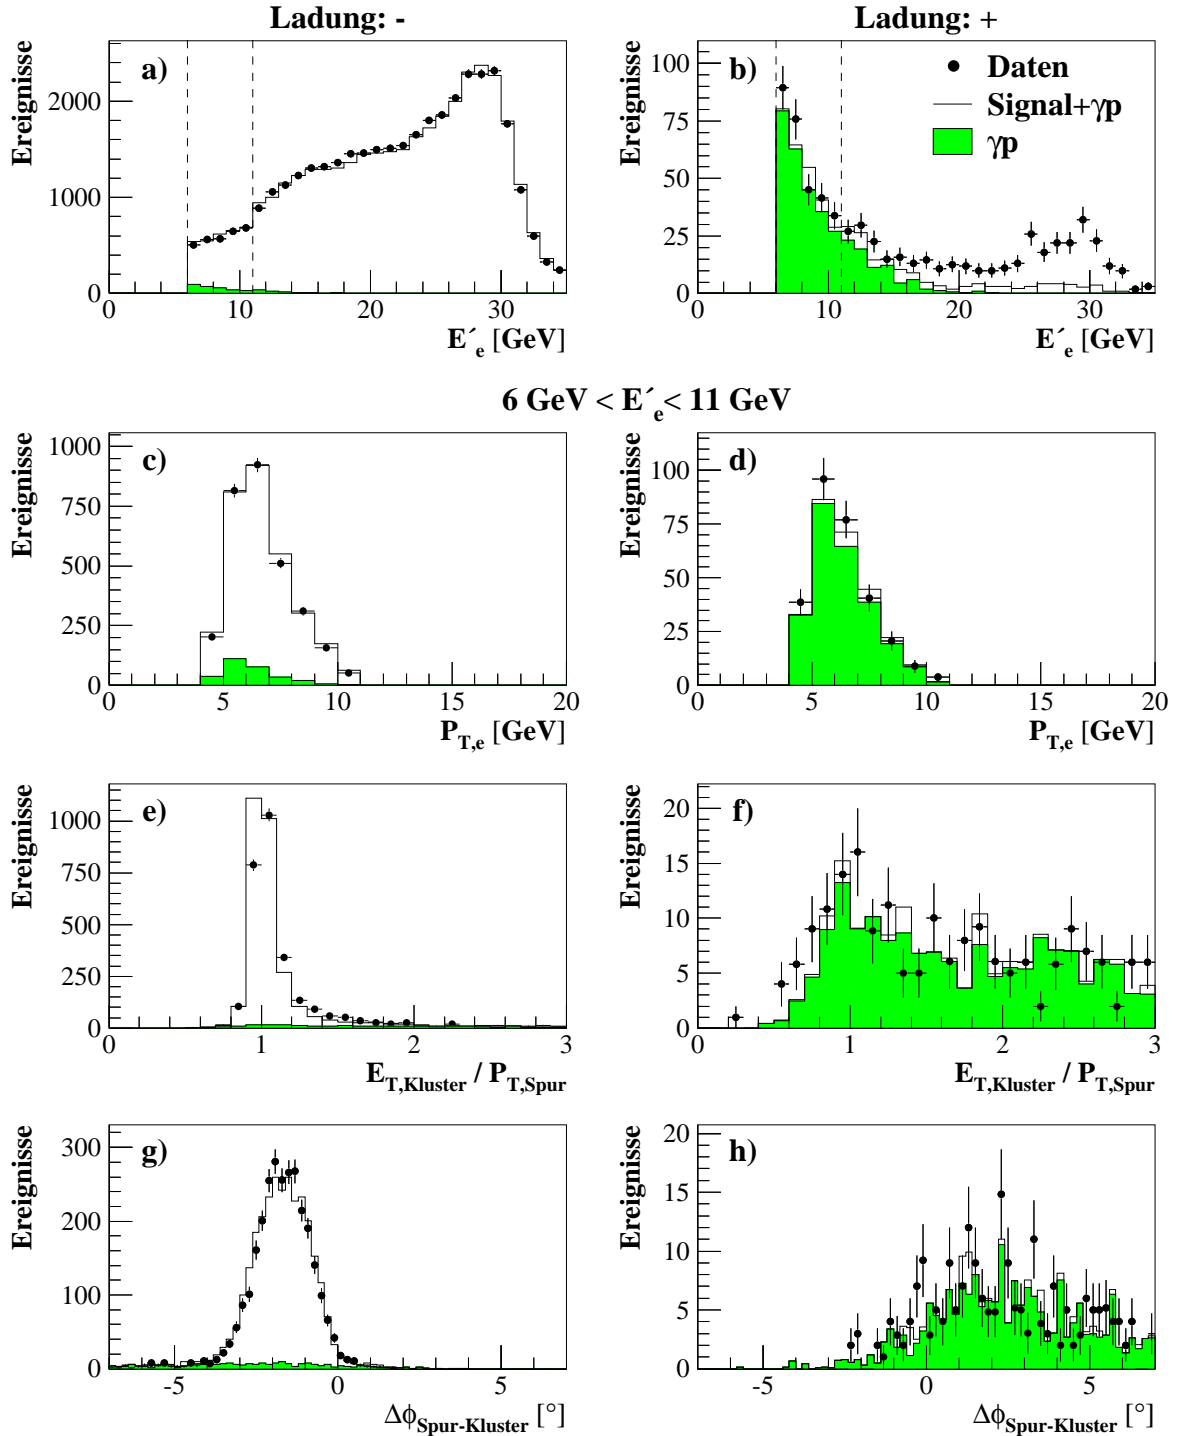 Ladung: -
Ladung: +
Ereignisse
a)
2000
1000
0
0
10
20
30
E´e [GeV]
Ereignisse
b)
Daten
Signal+γp
γp
100
75
50
25
0
0
10
20
30
E´e [GeV]
6 GeV < E´e < 11 GeV
Ereignisse
c)
1000
750
500
250
0
0
5
10
15
20
PT,e [GeV]
Ereignisse
d)
100
75
50
25
0
0
5
10
15
20
PT,e [GeV]
Ereignisse
e)
1000
750
500
250
0
0
1
2
3
ET,Kluster / PT,Spur
Ereignisse
f)
20
15
10
5
0
0
1
2
3
ET,Kluster / PT,Spur
Ereignisse
g)
300
200
100
0
-5
0
5
ΔϕSpur-Kluster [°]
Ereignisse
h)
20
15
10
5
0
-5
0
5
ΔϕSpur-Kluster [°]